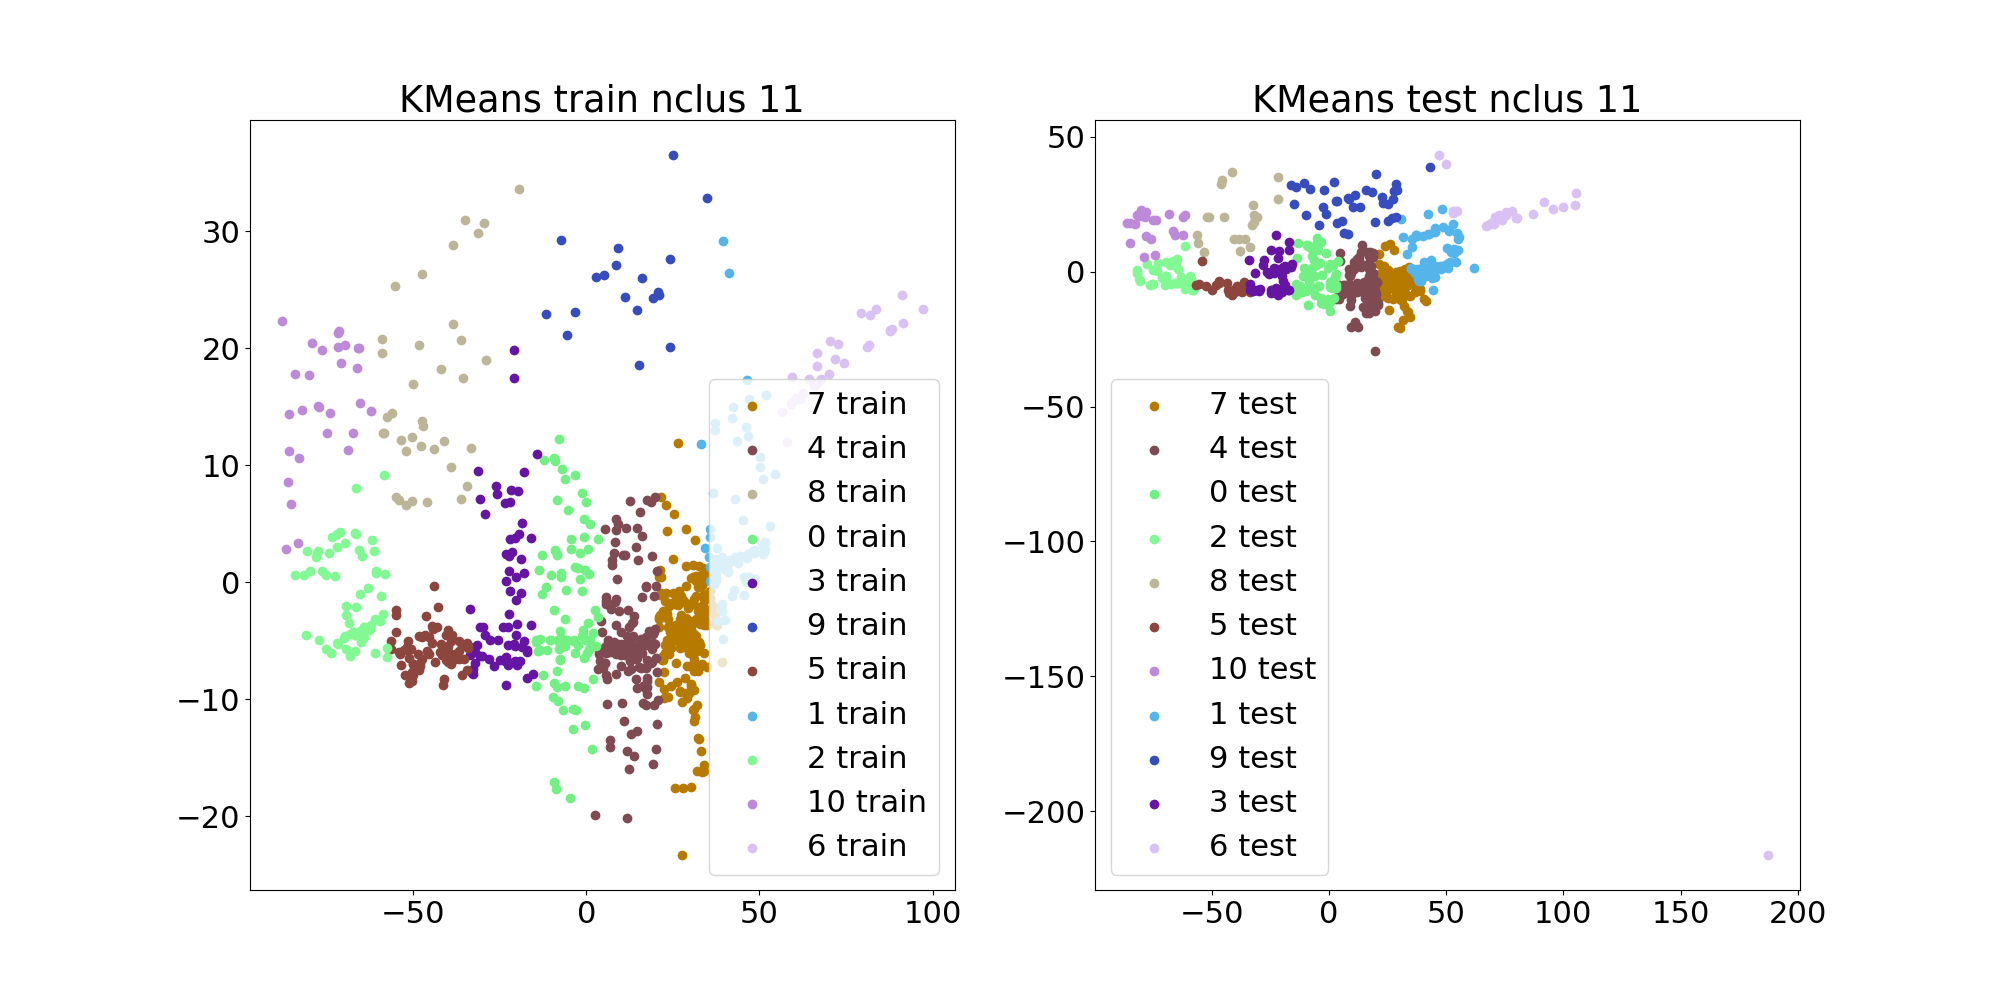 KMeans train nclus 11
30
20
10
0
−10
−20
−50
0
50
100
7 train
4 train
8 train
0 train
3 train
9 train
5 train
1 train
2 train
10 train
6 train
KMeans test nclus 11
50
0
−50
−100
−150
−200
−50
0
50
100
150
200
7 test
4 test
0 test
2 test
8 test
5 test
10 test
1 test
9 test
3 test
6 test